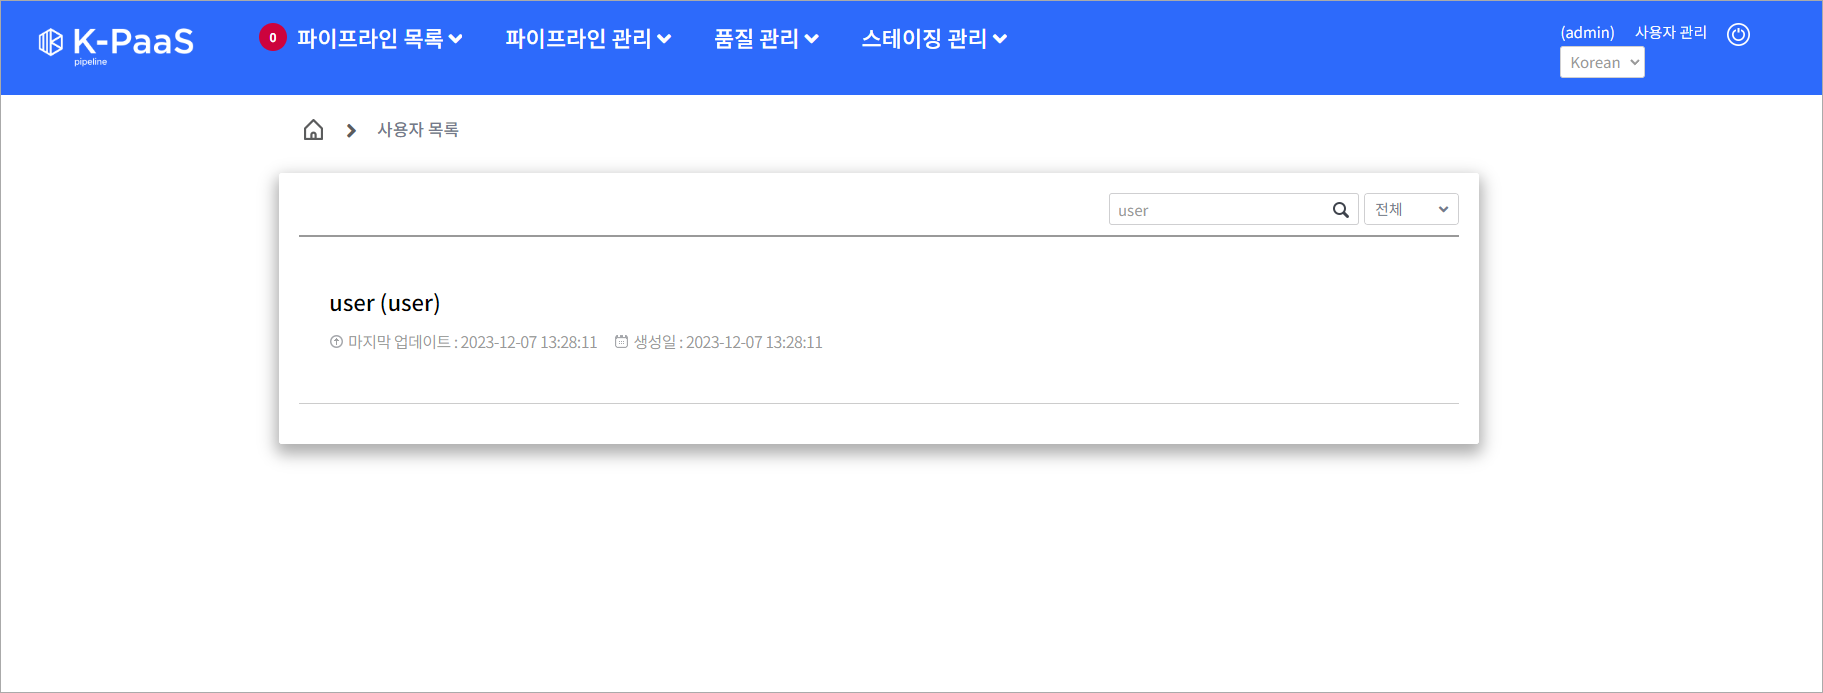 K-PaaS
pipeline
0 파이프라인 목록 파이프라인 관리 품질 관리 스테이징 관리
(admin) 사용자 관리
Korean
사용자 목록
user 전체
user (user)
마지막 업데이트 : 2023-12-07 13:28:11 생성일 : 2023-12-07 13:28:11